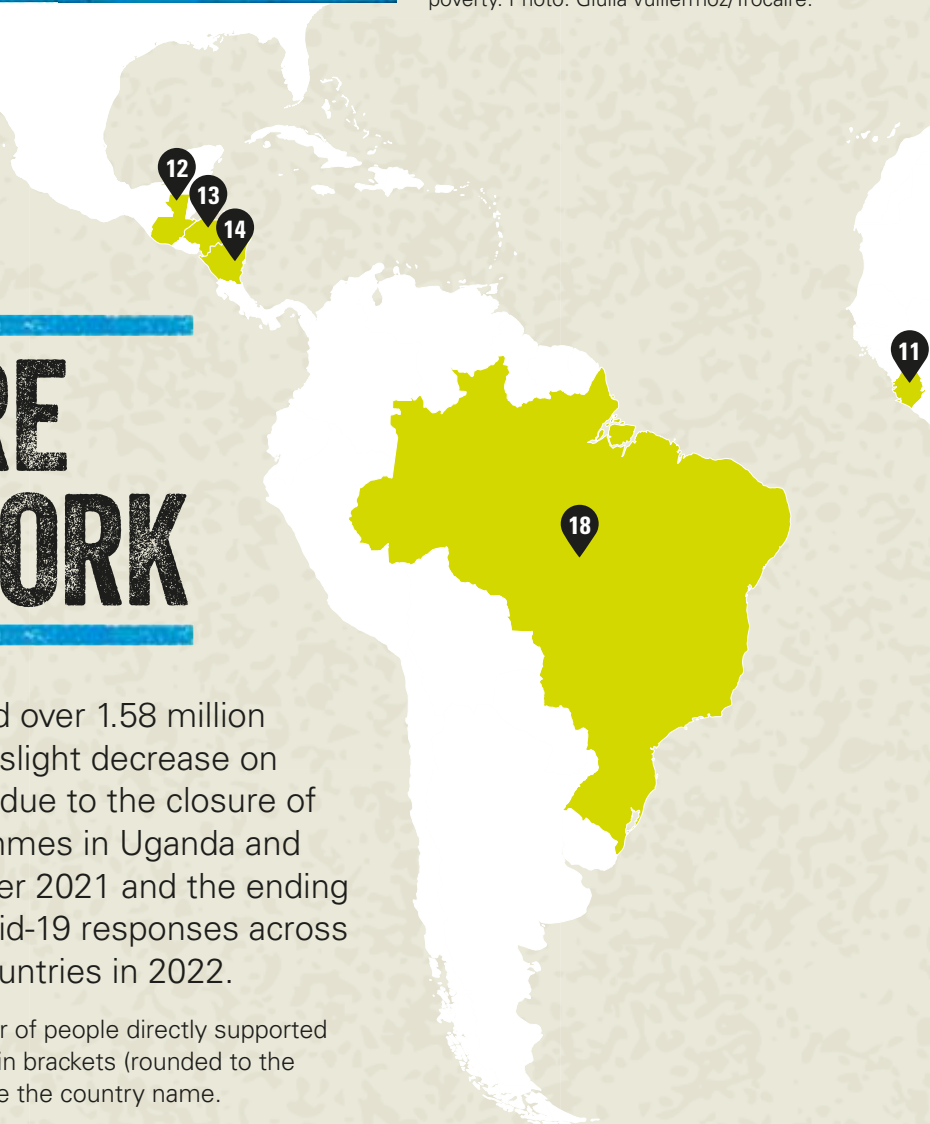 poverty. Photo: Giulia Vuillermoz/Trócaire.
12
13
14
11
18
RE
ORK
d over 1.58 million
slight decrease on
due to the closure of
mmes in Uganda and
er 2021 and the ending
id-19 responses across
untries in 2022.
r of people directly supported
in brackets (rounded to the
e the country name.